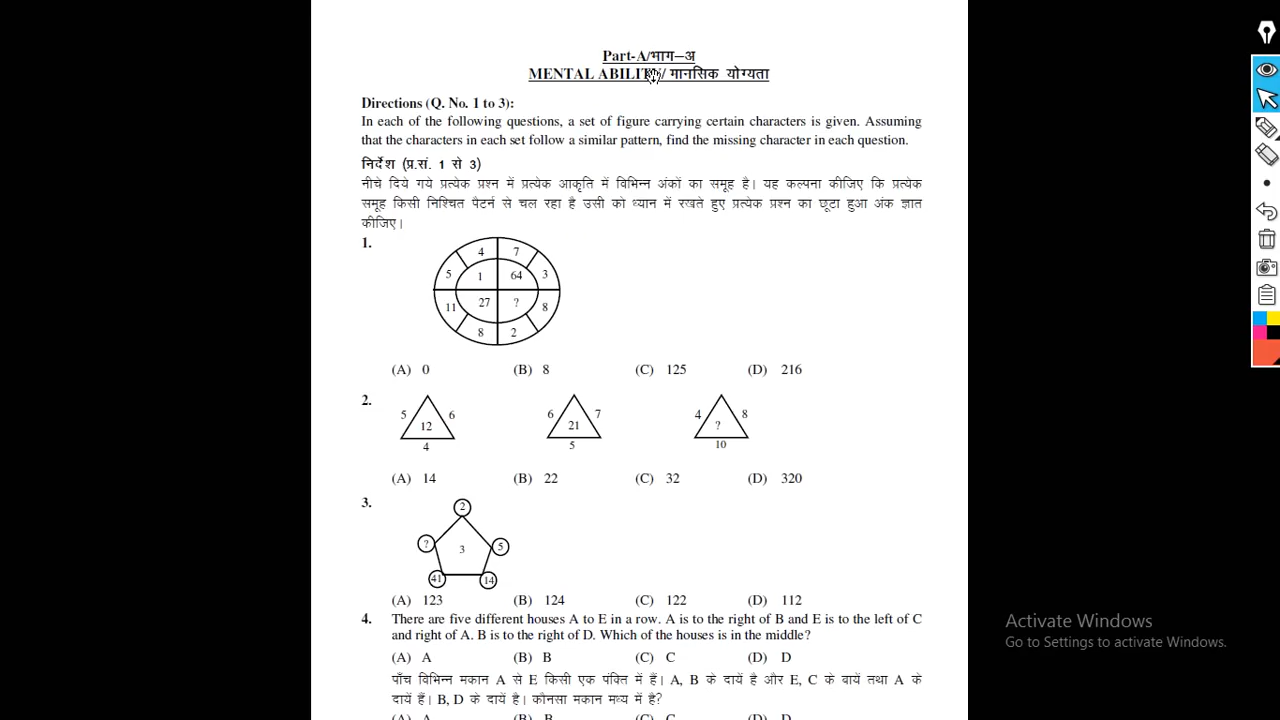 Part-A/भाग–अ
MENTAL ABILITY/ मानसिक योग्यता
Directions (Q. No. 1 to 3):
In each of the following questions, a set of figure carrying certain characters is given. Assuming
that the characters in each set follow a similar pattern, find the missing character in each question.
निर्देश (प्र.सं. 1 से 3)
नीचे दिये गये प्रत्येक प्रश्न में प्रत्येक आकृति में विभिन्न अंकों का समूह है। यह कल्पना कीजिए कि प्रत्येक
समूह किसी निश्चित पैटर्न से चल रहा है उसी को ध्यान में रखते हुए प्रत्येक प्रश्न का छूटा हुआ अंक ज्ञात
कीजिए।
1.
4 7
5 1 64 3
11 27 ? 8
8 2
(A) 0 (B) 8 (C) 125 (D) 216
2.
5 6 6 7 4 8
12 21 ?
4 5 10
(A) 14 (B) 22 (C) 32 (D) 320
3.
2
? 3 5
41 14
(A) 123 (B) 124 (C) 122 (D) 112
4. There are five different houses A to E in a row. A is to the right of B and E is to the left of C
and right of A. B is to the right of D. Which of the houses is in the middle?
(A) A (B) B (C) C (D) D
पाँच विभिन्न मकान A से E किसी एक पंक्ति में हैं। A, B के दायें है और E, C के बायें तथा A के
दायें हैं। B, D के दायें है। कौनसा मकान मध्य में है?
(A) A (B) B (C) C (D) D
Activate Windows
Go to Settings to activate Windows.